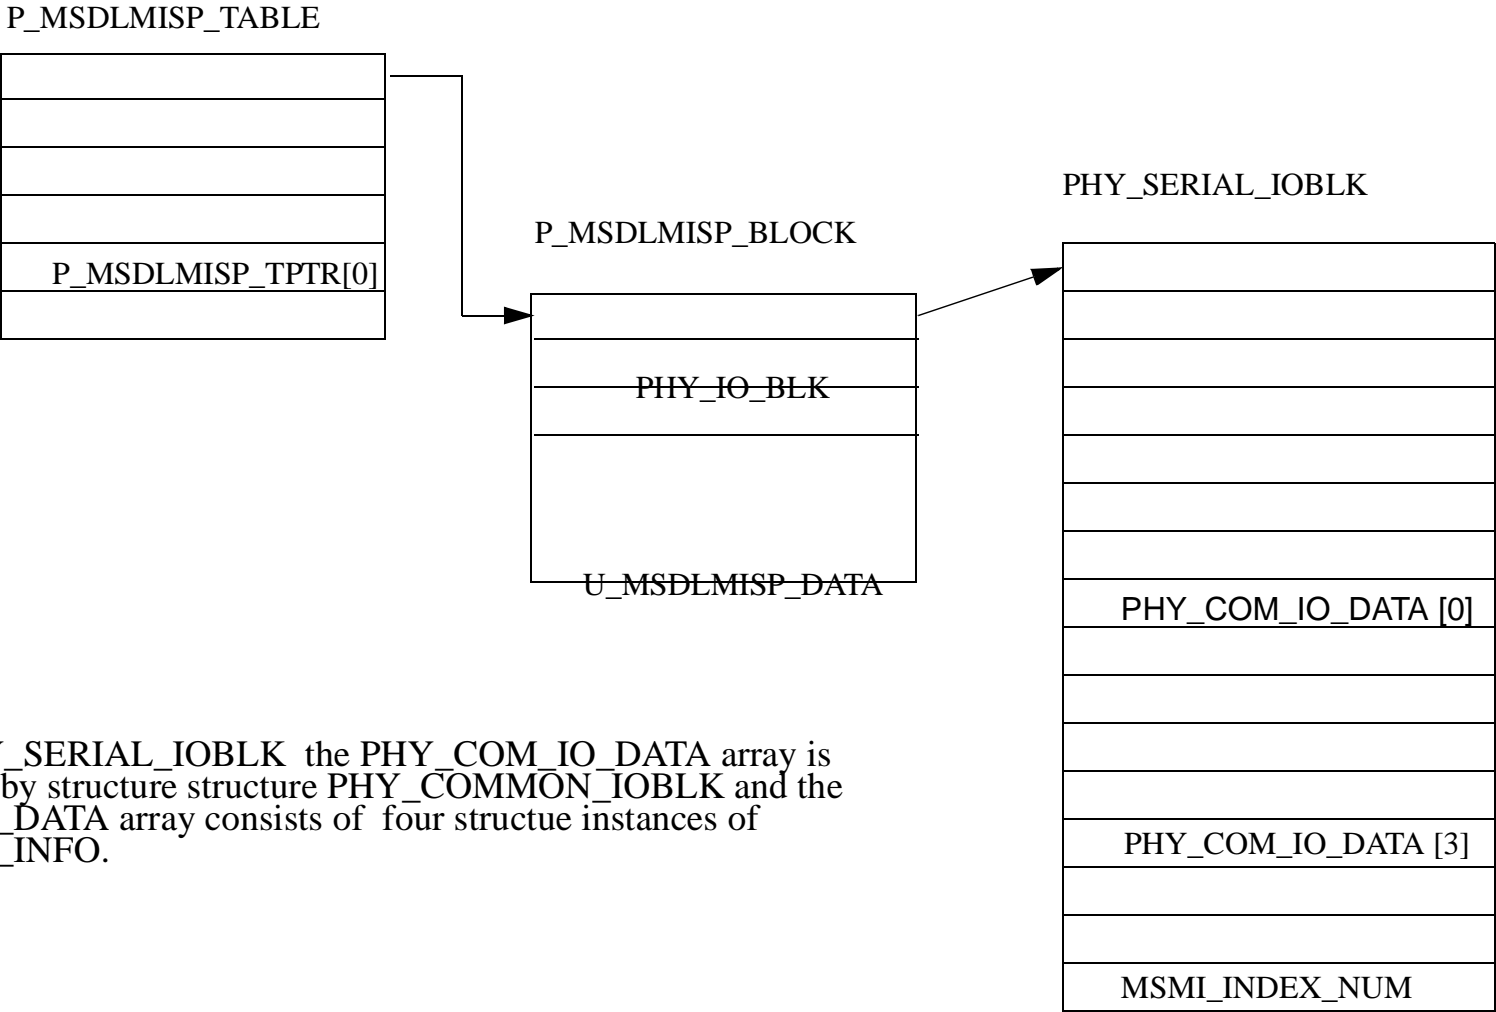 P_MSDLMISP_TABLE
P_MSDLMISP_TPTR[0]
P_MSDLMISP_BLOCK
PHY_IO_BLK
U_MSDLMISP_DATA
PHY_SERIAL_IOBLK
PHY_COM_IO_DATA [0]
PHY_COM_IO_DATA [3]
MSMI_INDEX_NUM
_SERIAL_IOBLK the PHY_COM_IO_DATA array is
by structure structure PHY_COMMON_IOBLK and the
_DATA array consists of four structue instances of
_INFO.